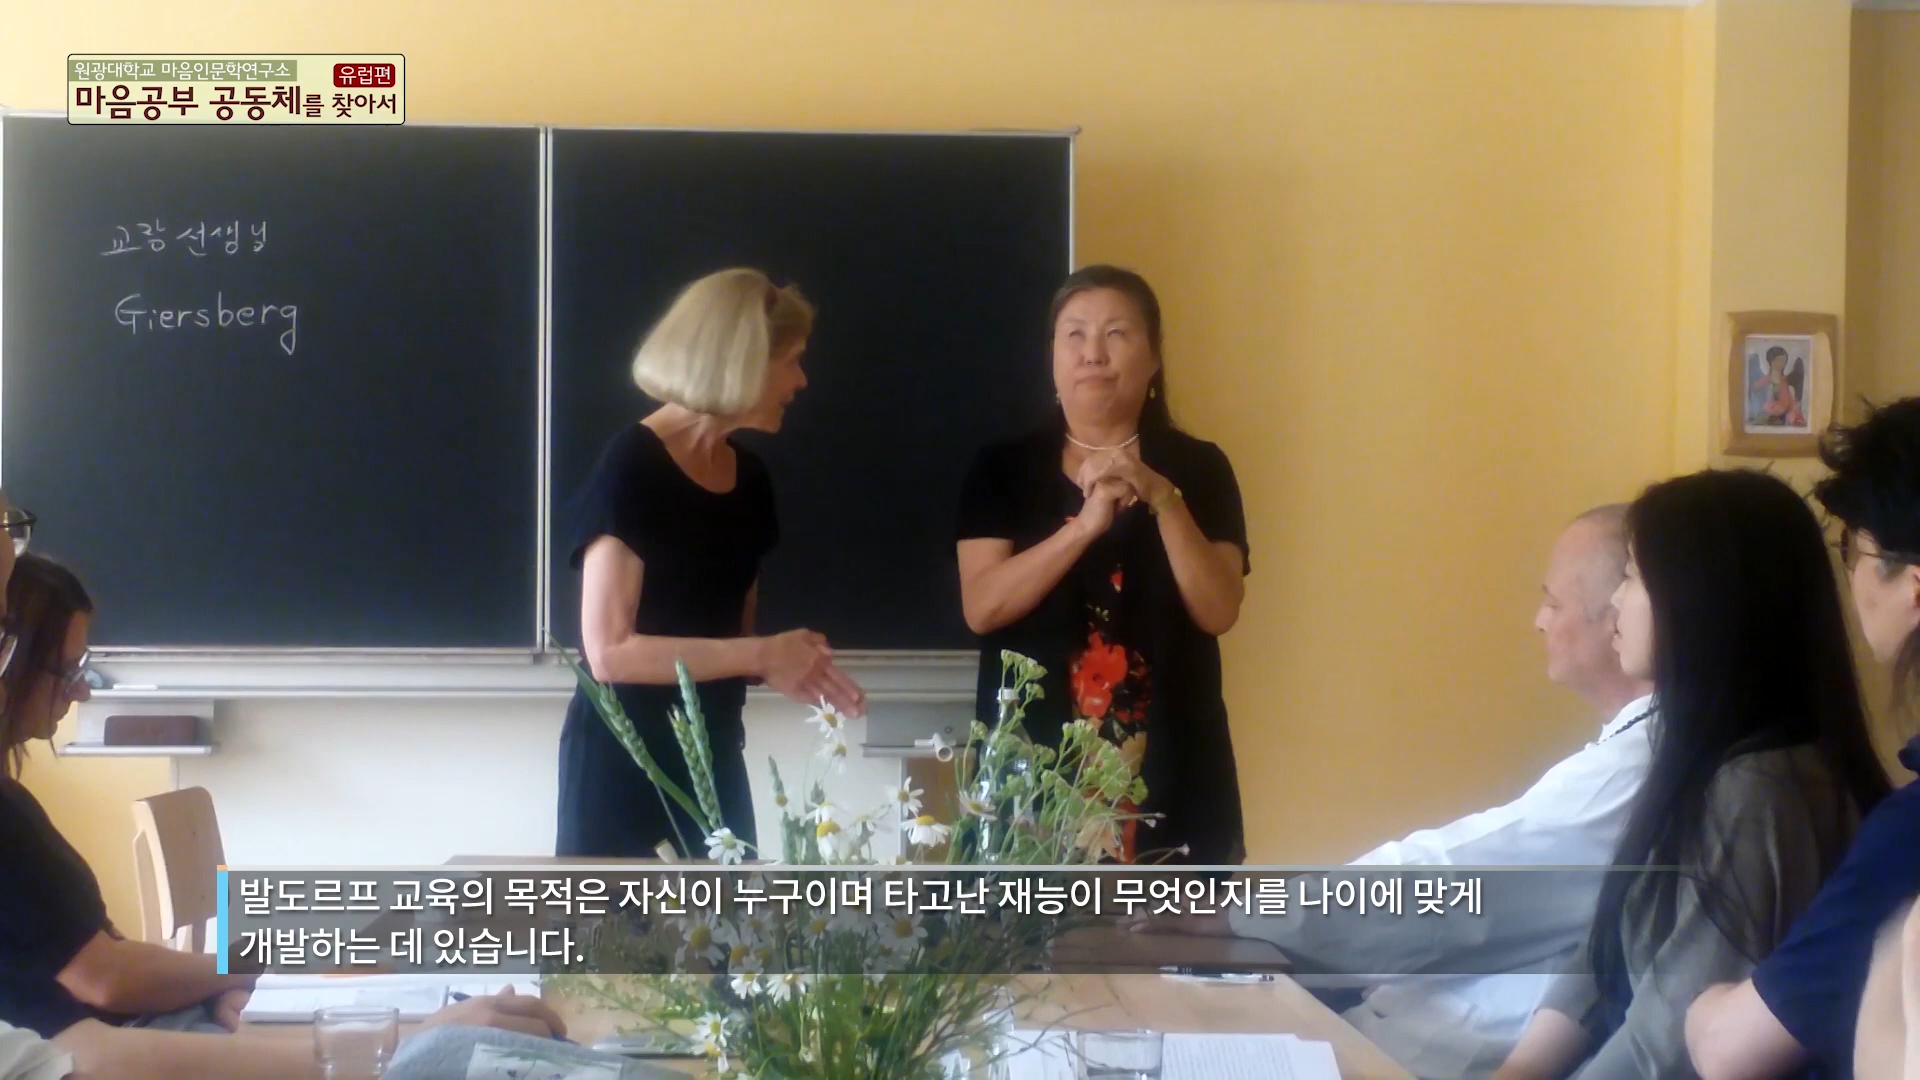 원광대학교 마음인문학연구소
유럽편
마음공부 공동체를 찾아서
교장 선생님
Giersberg
발도르프 교육의 목적은 자신이 누구이며 타고난 재능이 무엇인지를 나이에 맞게
개발하는 데 있습니다.